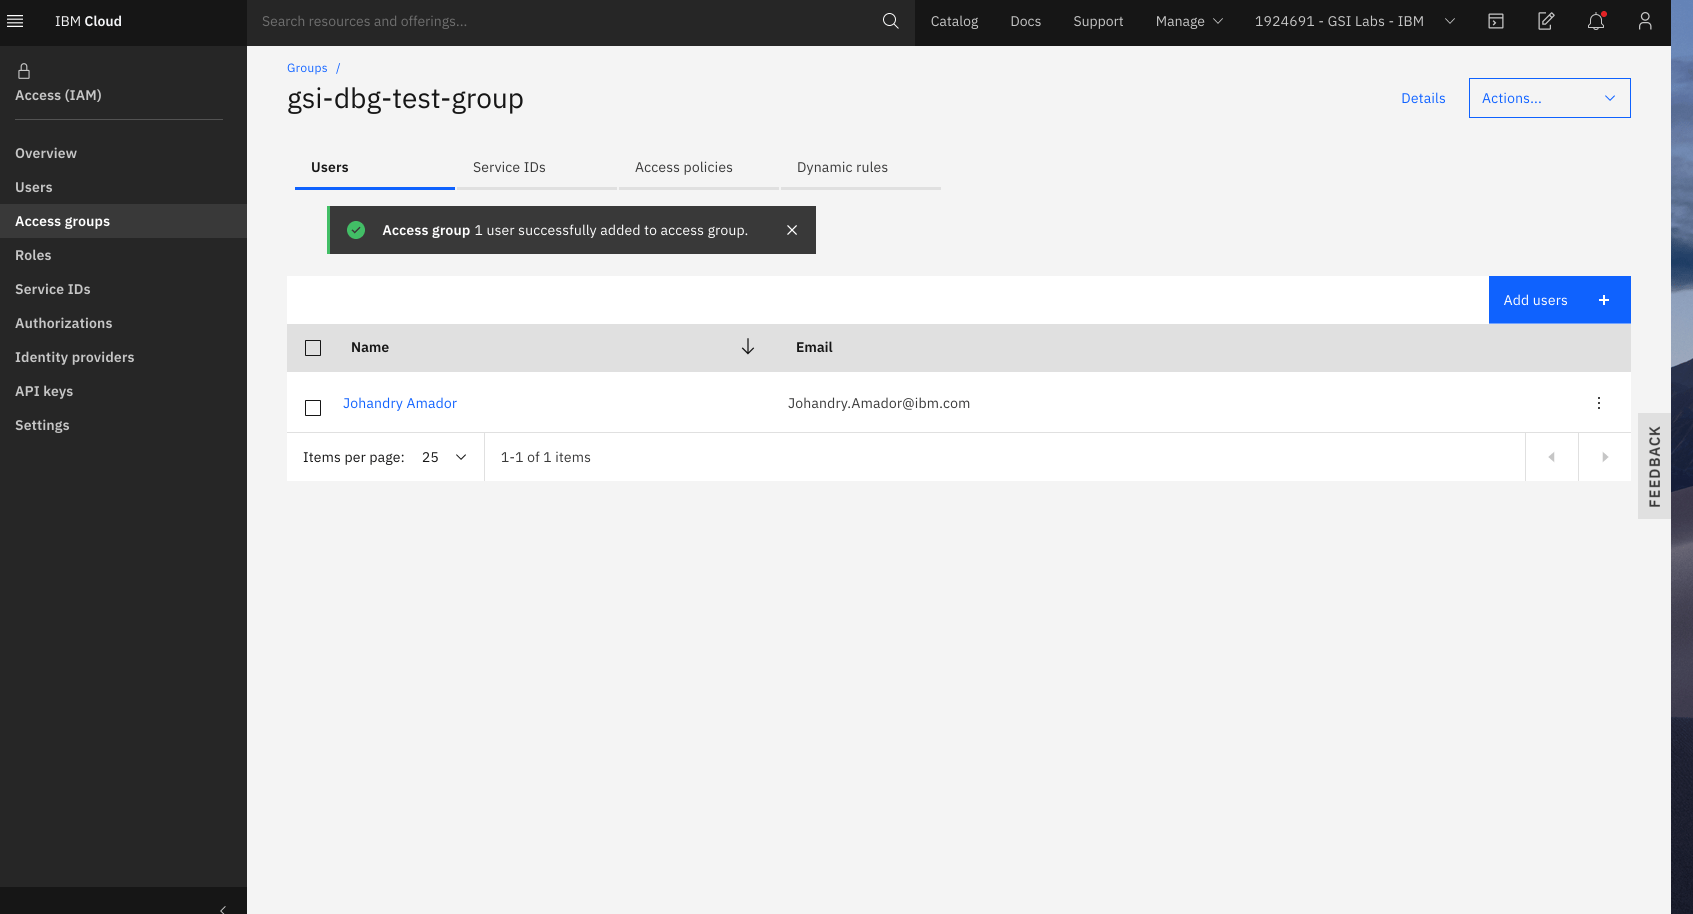 IBM Cloud
Search resources and offerings...
Catalog
Docs
Support
Manage
1924691 - GSI Labs - IBM
Access (IAM)
Overview
Users
Access groups
Roles
Service IDs
Authorizations
Identity providers
API keys
Settings
Groups /
gsi-dbg-test-group
Details
Actions...
Users
Service IDs
Access policies
Dynamic rules
Access group 1 user successfully added to access group.
Add users +
Name
Email
Johandry Amador
Johandry.Amador@ibm.com
Items per page: 25
1-1 of 1 items
FEEDBACK